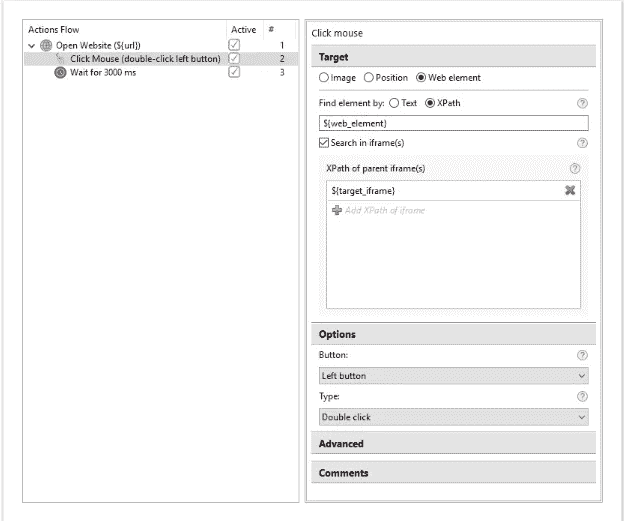 Actions Flow Active #
Open Website (${url}) 1
Click Mouse (double-click left button) 2
Wait for 3000 ms 3
Click mouse
Target
Image Position Web element
Find element by: Text XPath ?
${web_element}
Search in iframe(s) ?
XPath of parent iframe(s) ?
${target_iframe}
Add XPath of iframe
Options
Button: ?
Left button
Type: ?
Double click
Advanced
Comments